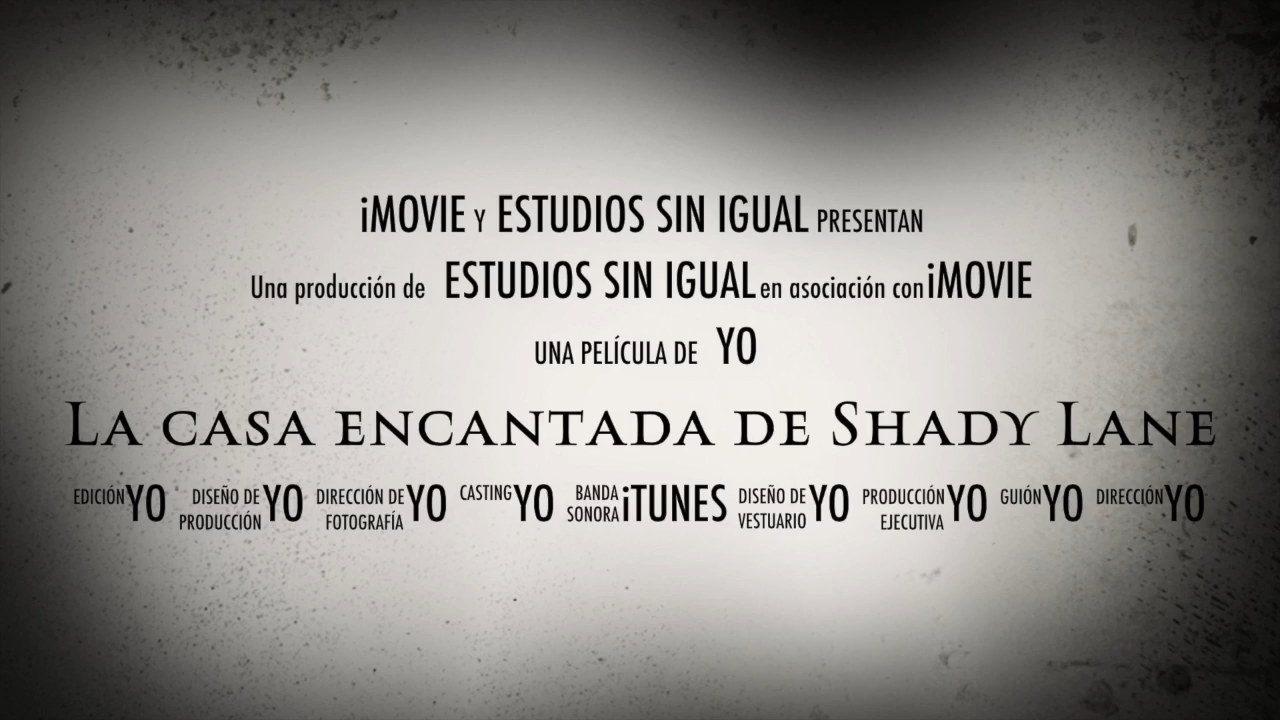 iMOVIE Y ESTUDIOS SIN IGUAL PRESENTAN
Una producción de ESTUDIOS SIN IGUAL en asociación con iMOVIE
UNA PELÍCULA DE YO
LA CASA ENCANTADA DE SHADY LANE
EDICIÓN YO DISEÑO DE PRODUCCIÓN YO DIRECCIÓN DE FOTOGRAFÍA YO CASTING YO BANDA SONORA iTUNES DISEÑO DE VESTUARIO YO PRODUCCIÓN EJECUTIVA YO GUIÓN YO DIRECCIÓN YO